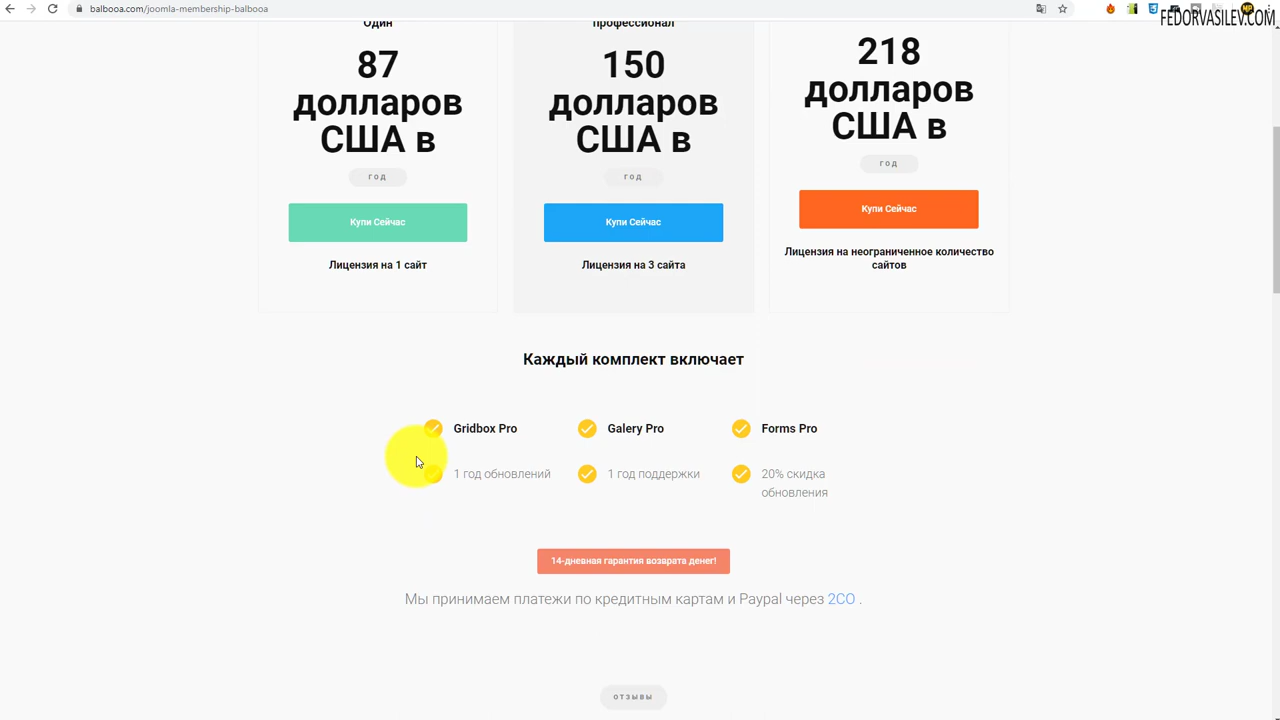 balbooa.com/joomla-membership-balbooa
FEDORVASILEV.COM
Один
профессионал
87
долларов
США в
год
Купи Сейчас
Лицензия на 1 сайт
150
долларов
США в
год
Купи Сейчас
Лицензия на 3 сайта
218
долларов
США в
год
Купи Сейчас
Лицензия на неограниченное количество
сайтов
Каждый комплект включает
Gridbox Pro
Galery Pro
Forms Pro
1 год обновлений
1 год поддержки
20% скидка
обновления
14-дневная гарантия возврата денег!
Мы принимаем платежи по кредитным картам и Paypal через 2CO .
ОТЗЫВЫ